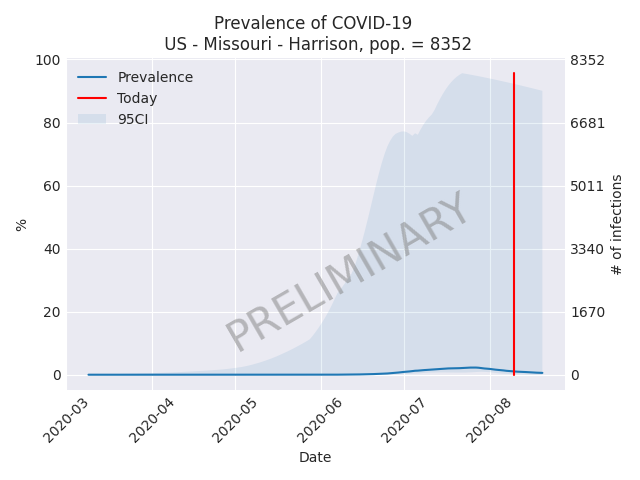 Prevalence of COVID-19
US - Missouri - Harrison, pop. = 8352
Prevalence
Today
95CI
100
80
60
40
20
0
%
8352
6681
5011
3340
1670
0
# of infections
PRELIMINARY
2020-03
2020-04
2020-05
2020-06
2020-07
2020-08
Date